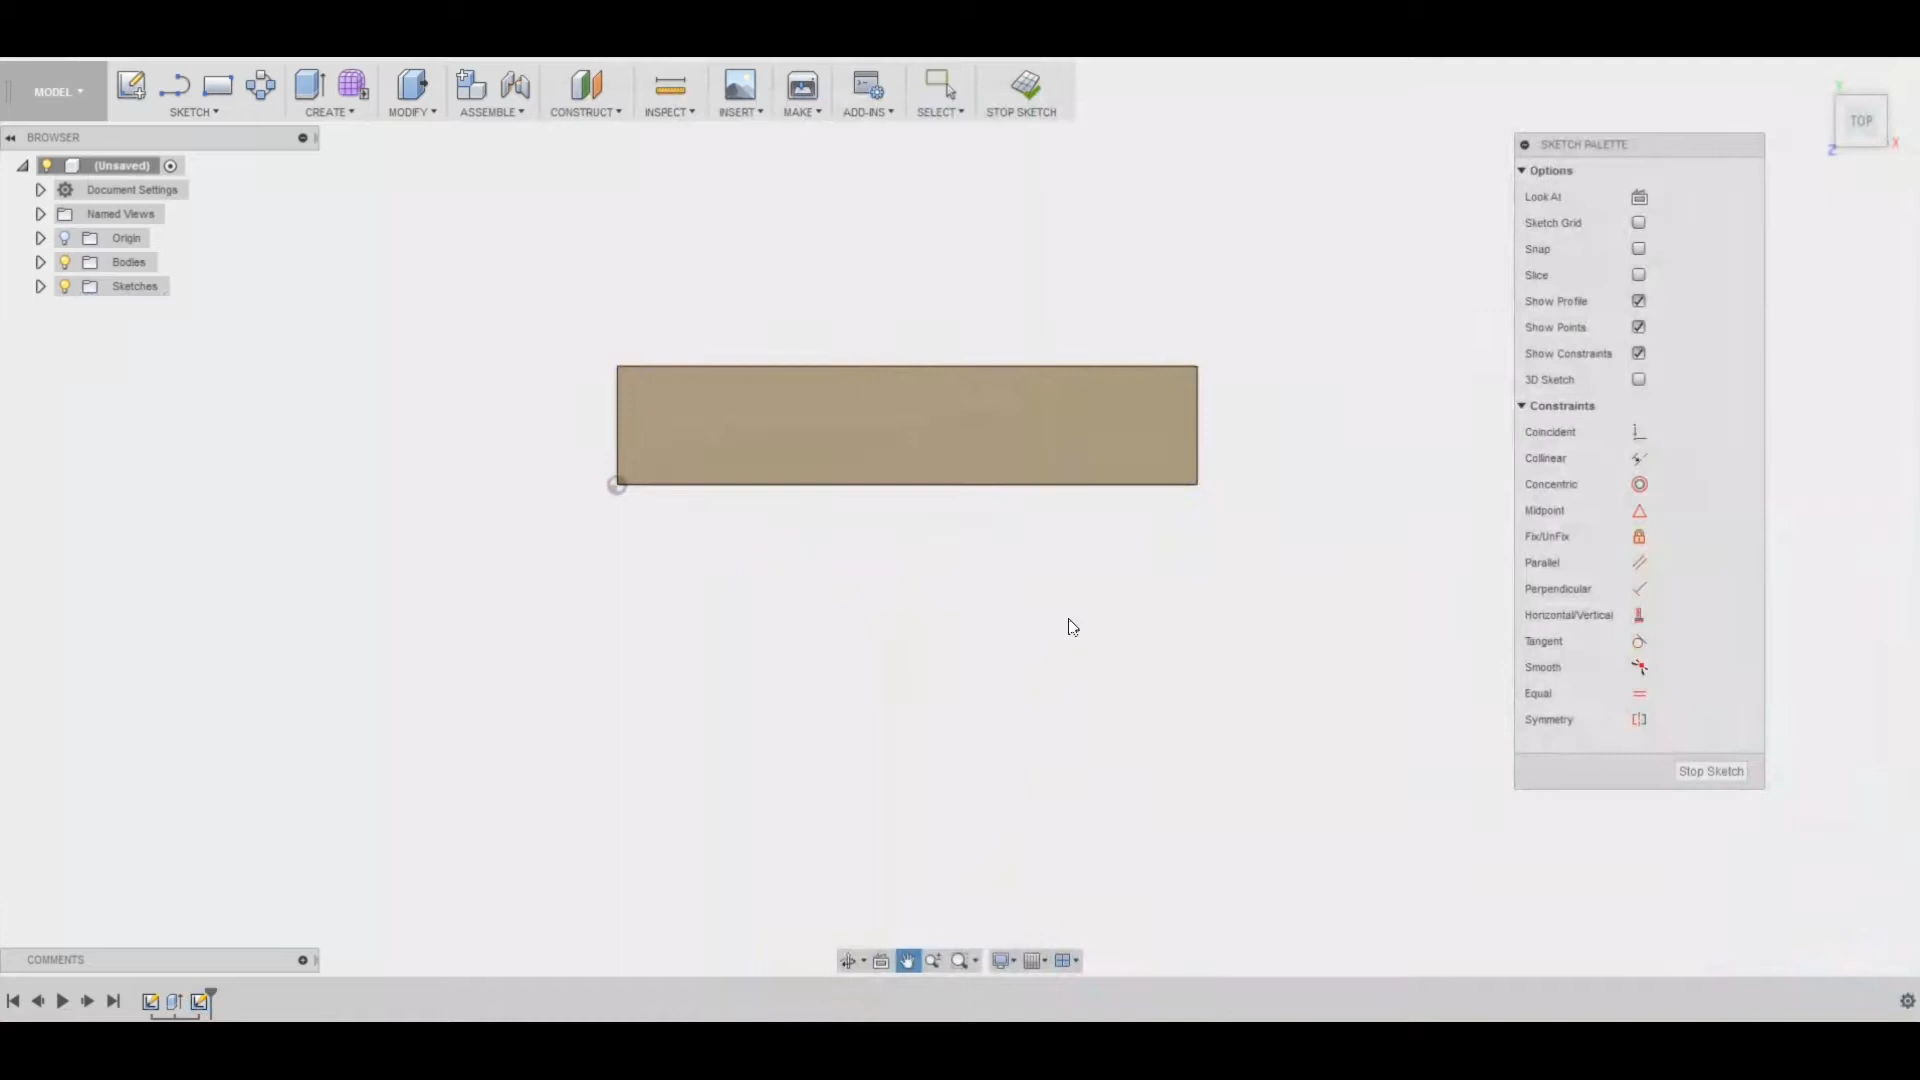 MODEL
SKETCH
CREATE
MODIFY
ASSEMBLE
CONSTRUCT
INSPECT
INSERT
MAKE
ADD-INS
SELECT
STOP SKETCH
TOP
Y
X
Z
BROWSER
(Unsaved)
Document Settings
Named Views
Origin
Bodies
Sketches
SKETCH PALETTE
Options
Look At
Sketch Grid
Snap
Slice
Show Profile
Show Points
Show Constraints
3D Sketch
Constraints
Coincident
Collinear
Concentric
Midpoint
Fix/UnFix
Parallel
Perpendicular
Horizontal/Vertical
Tangent
Smooth
Equal
Symmetry
Stop Sketch
COMMENTS